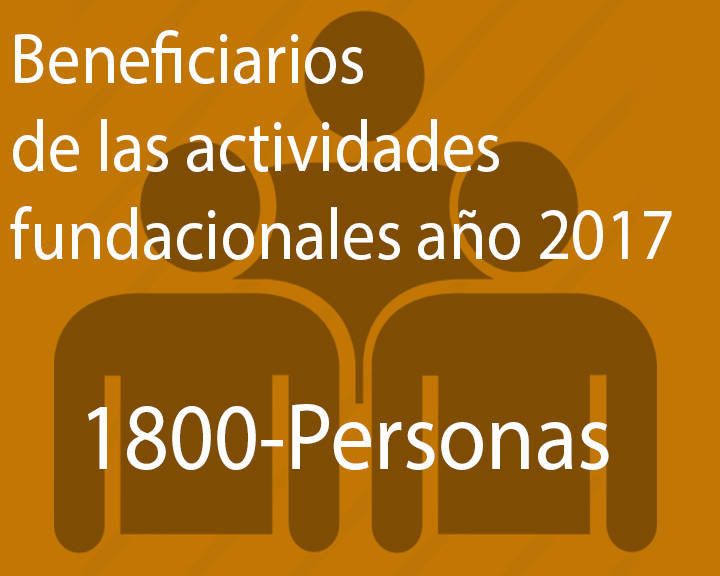 Beneficiarios
de las actividades
fundacionales año 2017
1800-Personas